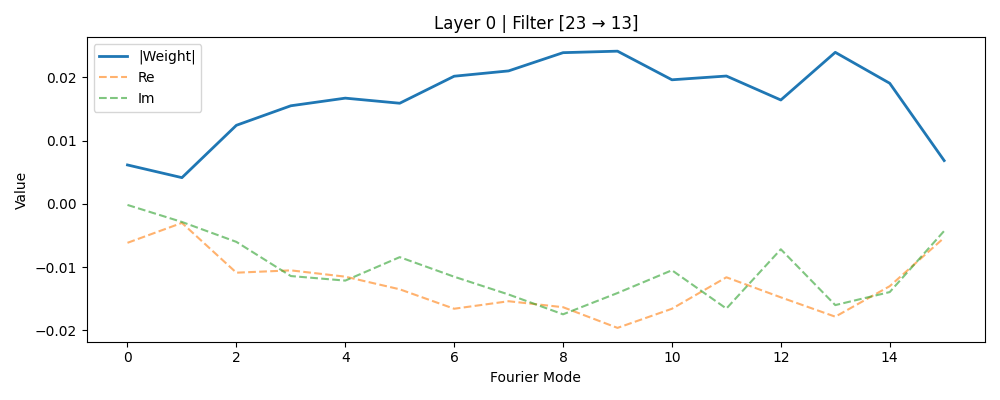 Layer 0 | Filter [23 → 13]
|Weight|
Re
Im
0.02
0.01
0.00
−0.01
−0.02
Value
0 2 4 6 8 10 12 14
Fourier Mode